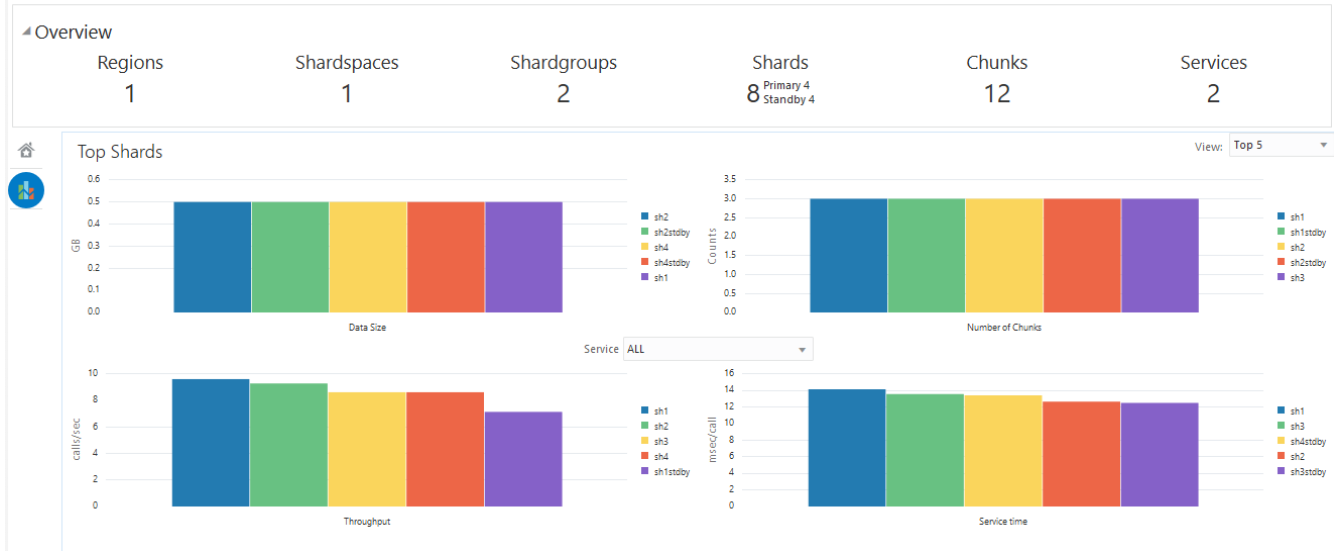 Overview
Regions
1
Shardspaces
1
Shardgroups
2
Shards
8 Primary 4
Standby 4
Chunks
12
Services
2
Top Shards
View: Top 5
0.6
0.5
0.4
0.3
0.2
0.1
0.0
GB
Data Size
sh2
sh2stdby
sh4
sh4stdby
sh1
3.5
3.0
2.5
2.0
1.5
1.0
0.5
0.0
Counts
Number of Chunks
sh1
sh1stdby
sh2
sh2stdby
sh3
Service ALL
10
8
6
4
2
0
calls/sec
Throughput
sh1
sh2
sh3
sh4
sh1stdby
16
14
12
10
8
6
4
2
0
msec/call
Service time
sh1
sh3
sh4stdby
sh2
sh3stdby